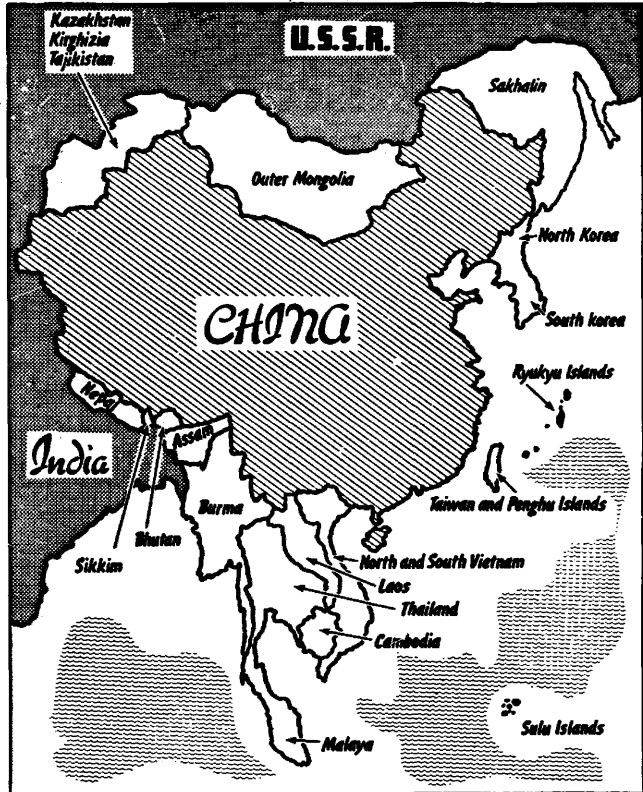 Kazakhstan
Kirghizia
Tajikistan
U.S.S.R.
Sakhalin
Outer Mongolia
North Korea
CHINA
South korea
Ryukyu Islands
Nepal
Assam
India
Taiwan and Penghu Islands
Burma
Bhutan
North and South Vietnam
Sikkim
Laos
Thailand
Cambodia
Sulu Islands
Malaya